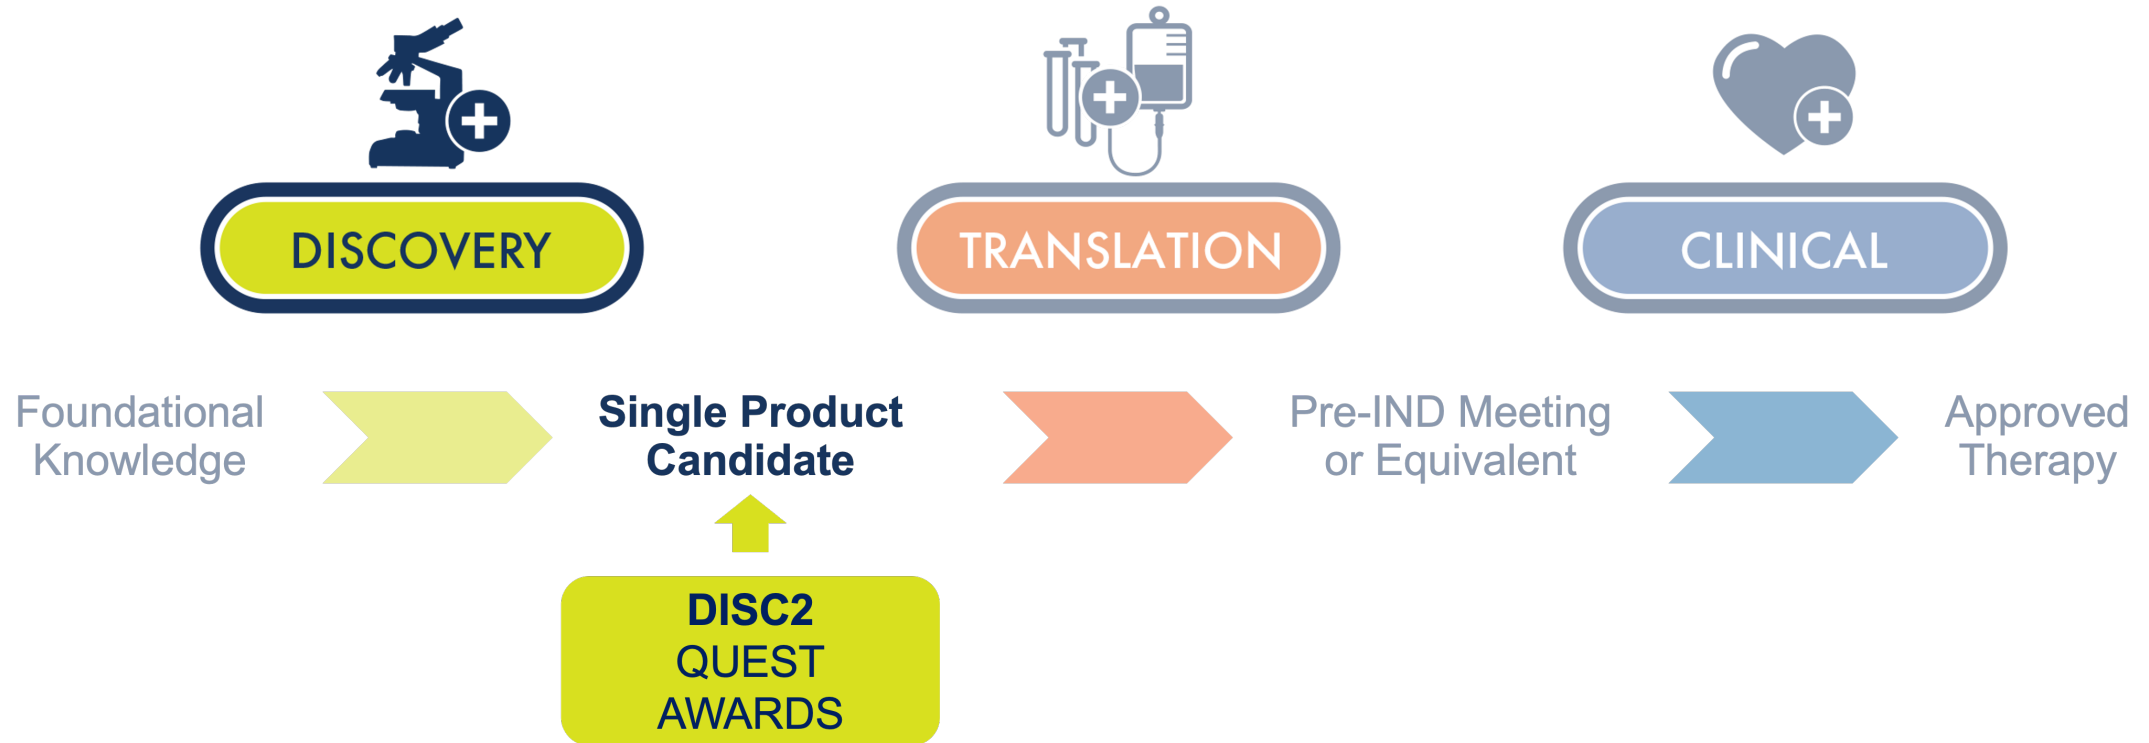 DISCOVERY
TRANSLATION
CLINICAL
Foundational
Knowledge
Single Product
Candidate
Pre-IND Meeting
or Equivalent
Approved
Therapy
DISC2
QUEST
AWARDS